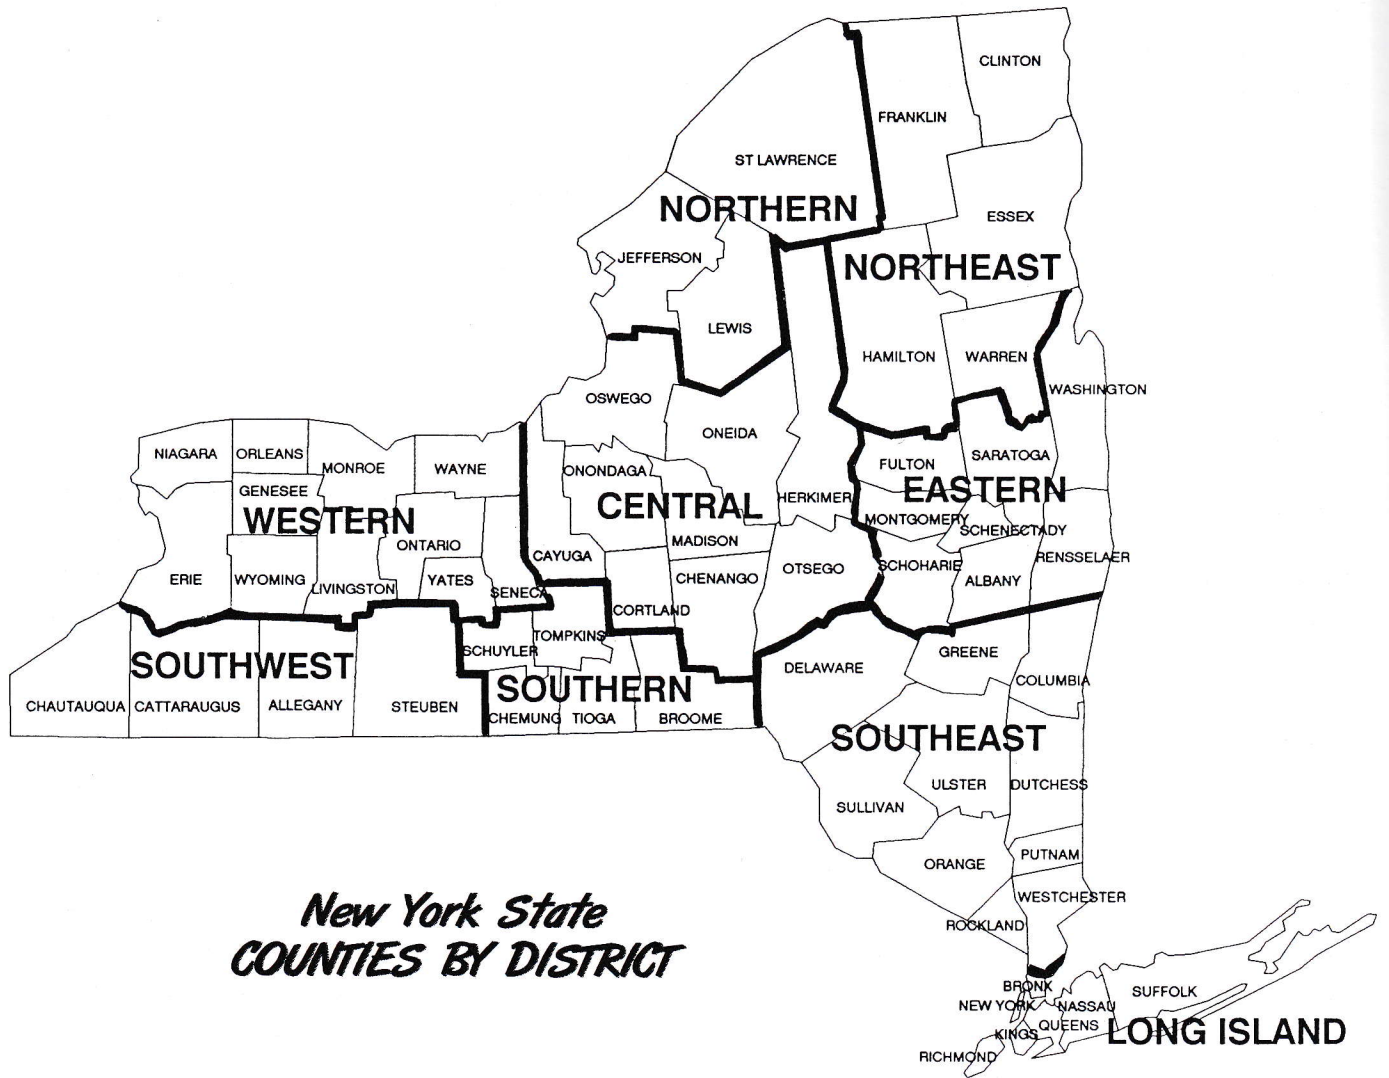 CLINTON
FRANKLIN
ST LAWRENCE
NORTHERN
ESSEX
JEFFERSON
NORTHEAST
LEWIS
HAMILTON
WARREN
WASHINGTON
OSWEGO
ONEIDA
NIAGARA
ORLEANS
MONROE
WAYNE
ONONDAGA
FULTON
SARATOGA
GENESEE
CENTRAL
HERKIMER
EASTERN
WESTERN
MONTGOMERY
SCHENECTADY
ONTARIO
CAYUGA
MADISON
RENSSELAER
ERIE
WYOMING
LIVINGSTON
YATES
SENECA
CHENANGO
OTSEGO
SCHOHARIE
ALBANY
CORTLAND
TOMPKINS
SCHUYLER
SOUTHWEST
DELAWARE
GREENE
COLUMBIA
SOUTHERN
CHAUTAUQUA
CATTARAUGUS
ALLEGANY
STEUBEN
CHEMUNG
TIOGA
BROOME
SOUTHEAST
ULSTER
DUTCHESS
SULLIVAN
ORANGE
PUTNAM
WESTCHESTER
ROCKLAND
New York State
COUNTIES BY DISTRICT
BRONX
NEW YORK
NASSAU
SUFFOLK
KINGS
QUEENS
LONG ISLAND
RICHMOND